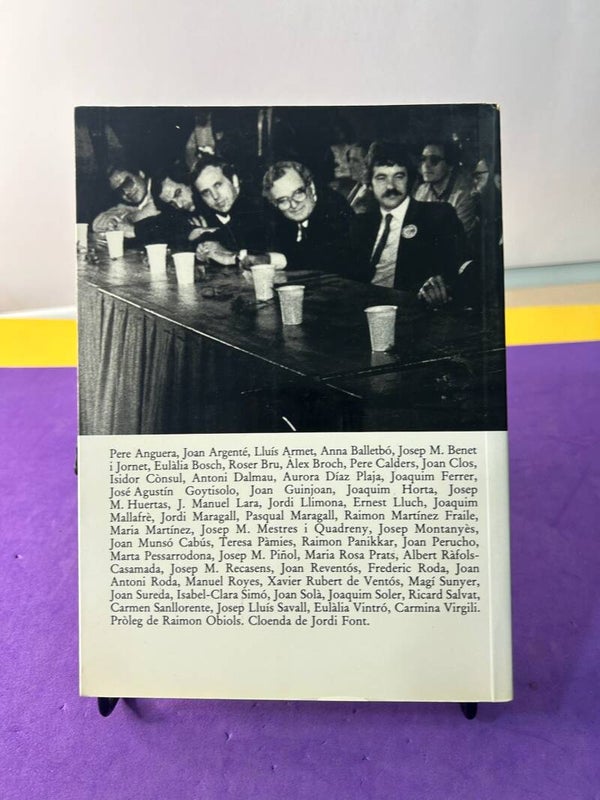 Pere Anguera, Joan Argenté, Lluís Armet, Anna Balletbó, Josep M. Benet
i Jornet, Eulàlia Bosch, Roser Bru, Àlex Broch, Pere Calders, Joan Clos,
Isidor Cònsul, Antoni Dalmau, Aurora Díaz Plaja, Joaquim Ferrer,
José Agustín Goytisolo, Joan Guinjoan, Joaquim Horta, Josep
M. Huertas, J. Manuel Lara, Jordi Llimona, Ernest Lluch, Joaquim
Mallafrè, Jordi Maragall, Pasqual Maragall, Raimon Martínez Fraile,
Maria Martínez, Josep M. Mestres i Quadreny, Josep Montanyès,
Joan Munsó Cabús, Teresa Pàmies, Raimon Panikkar, Joan Perucho,
Marta Pessarrodona, Josep M. Piñol, Maria Rosa Prats, Albert Ràfols-
Casamada, Josep M. Recasens, Joan Reventós, Frederic Roda, Joan
Antoni Roda, Manuel Royes, Xavier Rubert de Ventós, Magí Sunyer,
Joan Sureda, Isabel-Clara Simó, Joan Solà, Joaquim Soler, Ricard Salvat,
Carmen Sanllorente, Josep Lluís Savall, Eulàlia Vintró, Carmina Virgili.
Pròleg de Raimon Obiols. Cloenda de Jordi Font.